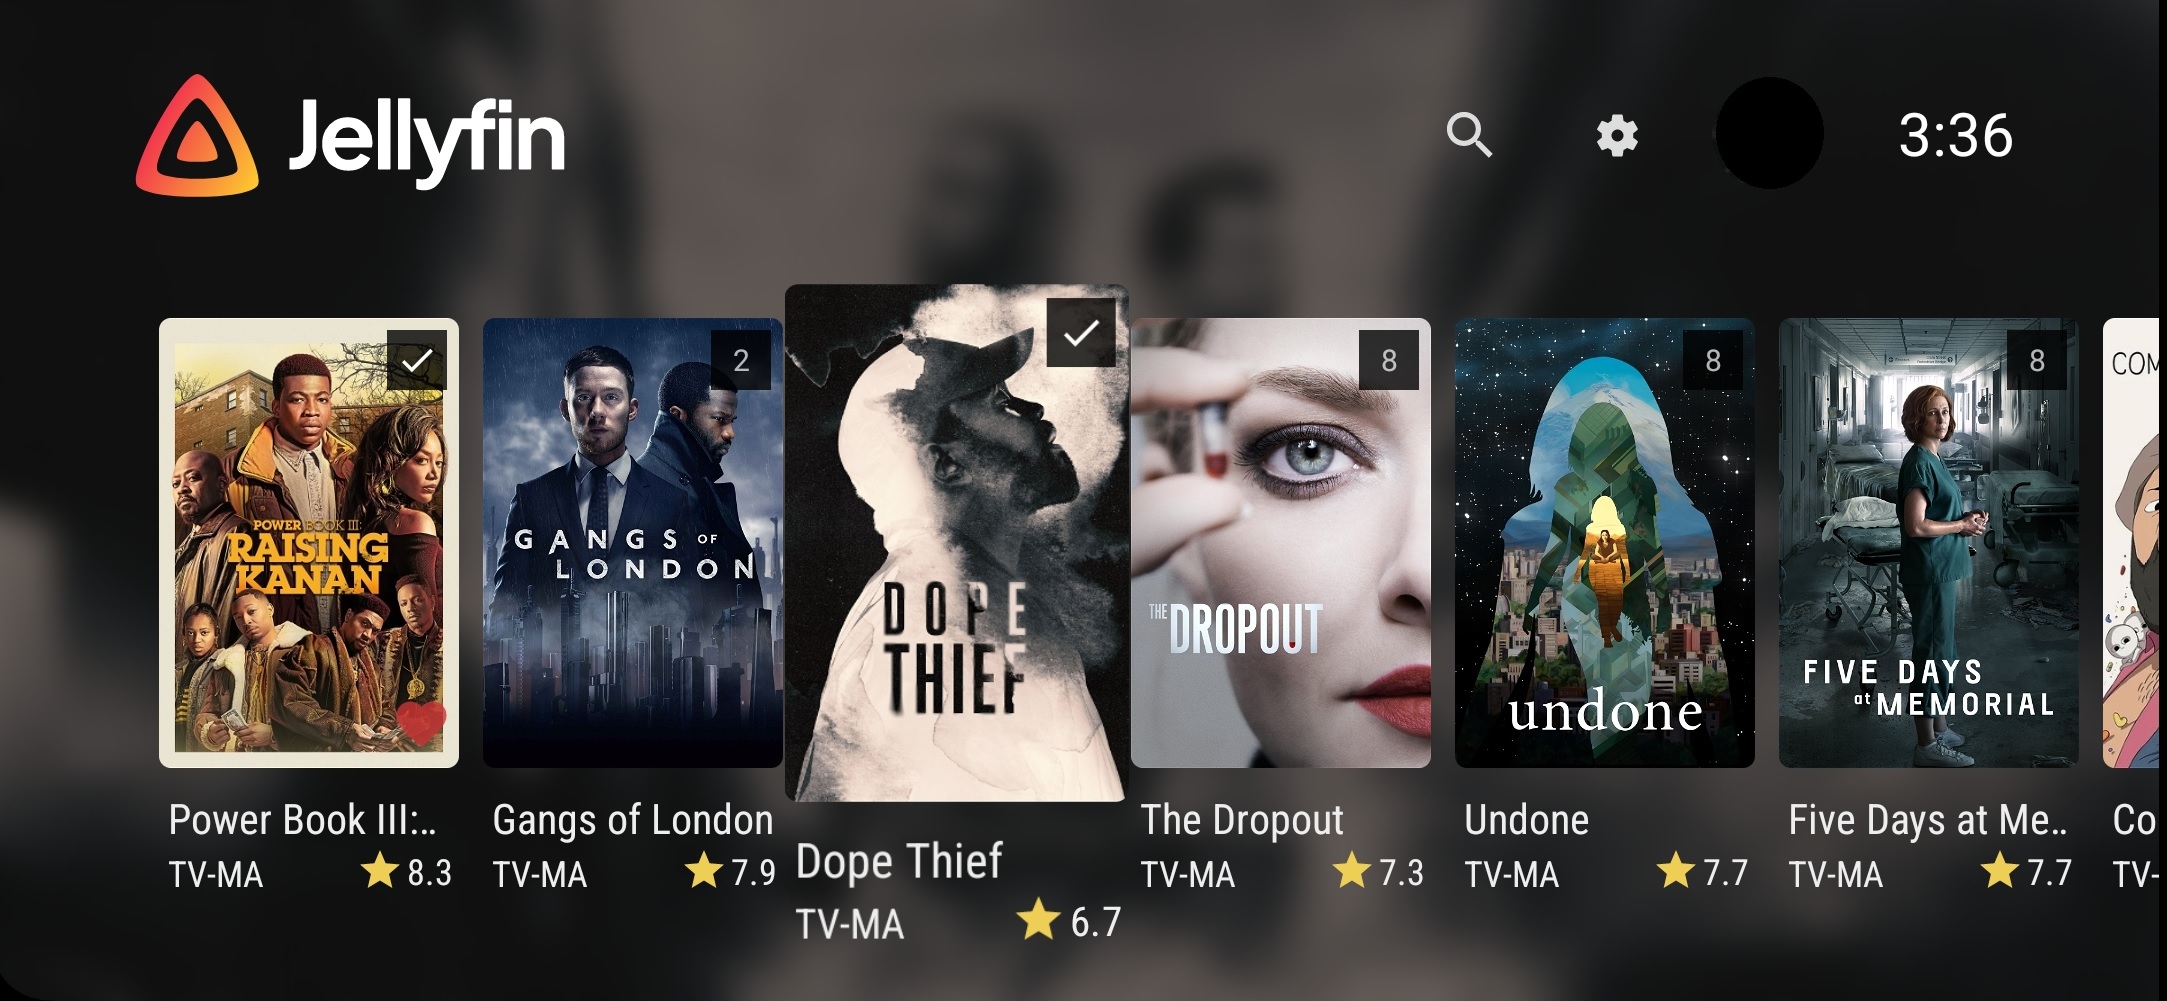 Jellyfin
3:36
POWER BOOK III:
RAISING
KANAN
2
GANGS OF
LONDON
DOPE
THIEF
8
THE DROPOUT
8
undone
8
FIVE DAYS
at MEMORIAL
COM
Power Book III:..
TV-MA
8.3
Gangs of London
TV-MA
7.9
Dope Thief
TV-MA
6.7
The Dropout
TV-MA
7.3
Undone
TV-MA
7.7
Five Days at Me..
TV-MA
7.7
Co
TV-